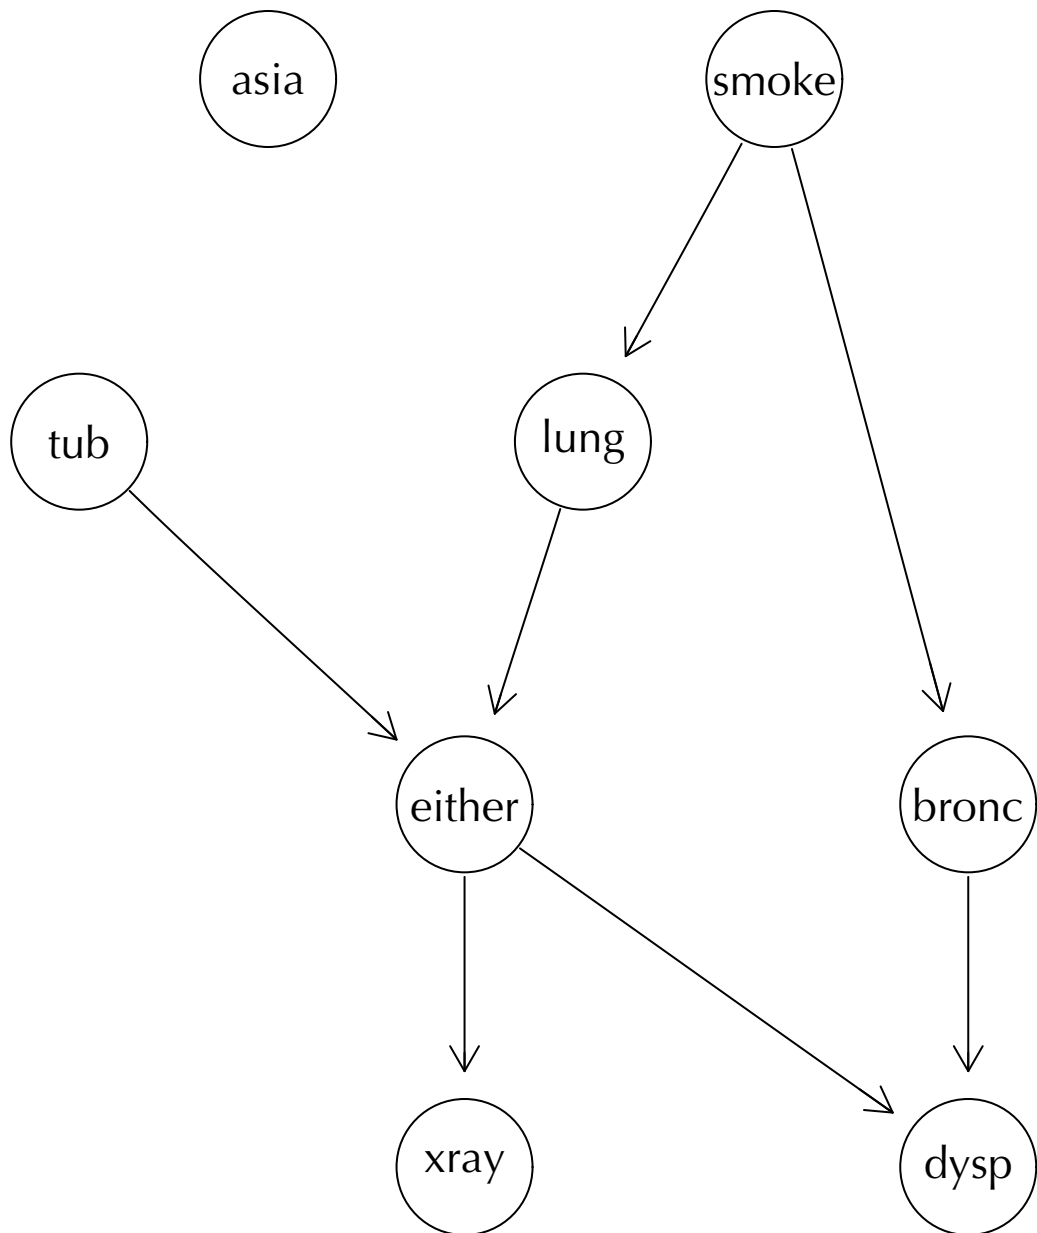 asia
smoke
tub
lung
either
bronc
xray
dysp